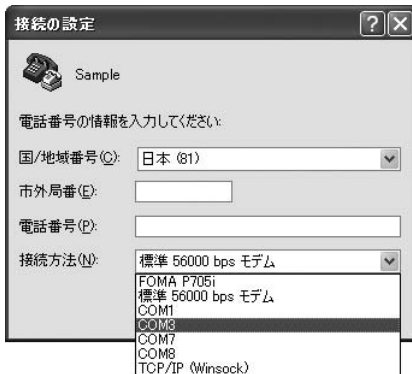 接続の設定
Sample
電話番号の情報を入力してください:
国/地域番号(C): 日本 (81)
市外局番(E):
電話番号(P):
接続方法(N): 標準 56000 bps モデム
FOMA P705i
標準 56000 bps モデム
COM1
COM3
COM7
COM8
TCP/IP (Winsock)